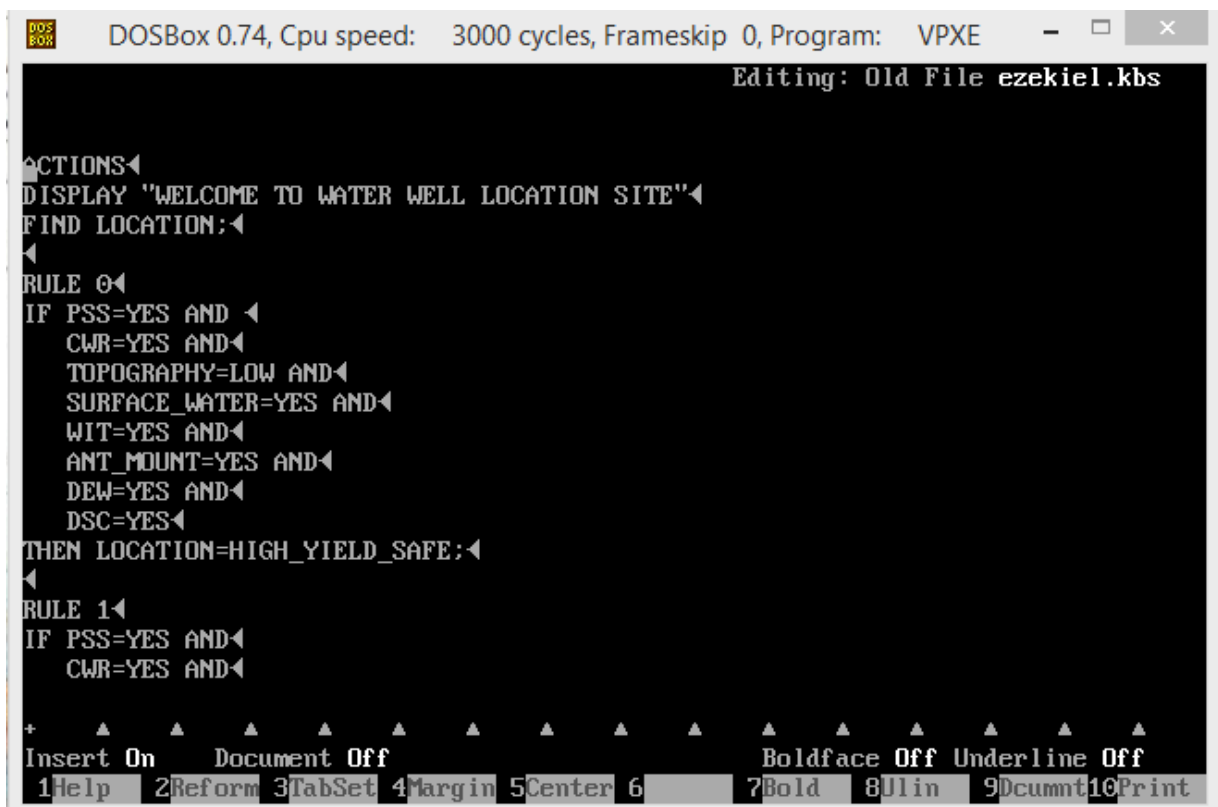 DOS BOX DOSBox 0.74, Cpu speed: 3000 cycles, Frameskip 0, Program: VPXE
Editing: Old File ezekiel.kbs
ACTIONS
DISPLAY "WELCOME TO WATER WELL LOCATION SITE"
FIND LOCATION;
RULE 0
IF PSS=YES AND
CWR=YES AND
TOPOGRAPHY=LOW AND
SURFACE_WATER=YES AND
WIT=YES AND
ANT_MOUNT=YES AND
DEW=YES AND
DSC=YES
THEN LOCATION=HIGH_YIELD_SAFE;
RULE 1
IF PSS=YES AND
CWR=YES AND
Insert On Document Off Boldface Off Underline Off
1Help 2Reform 3TabSet 4Margin 5Center 6 7Bold 8Ulin 9Dcumnt 10Print